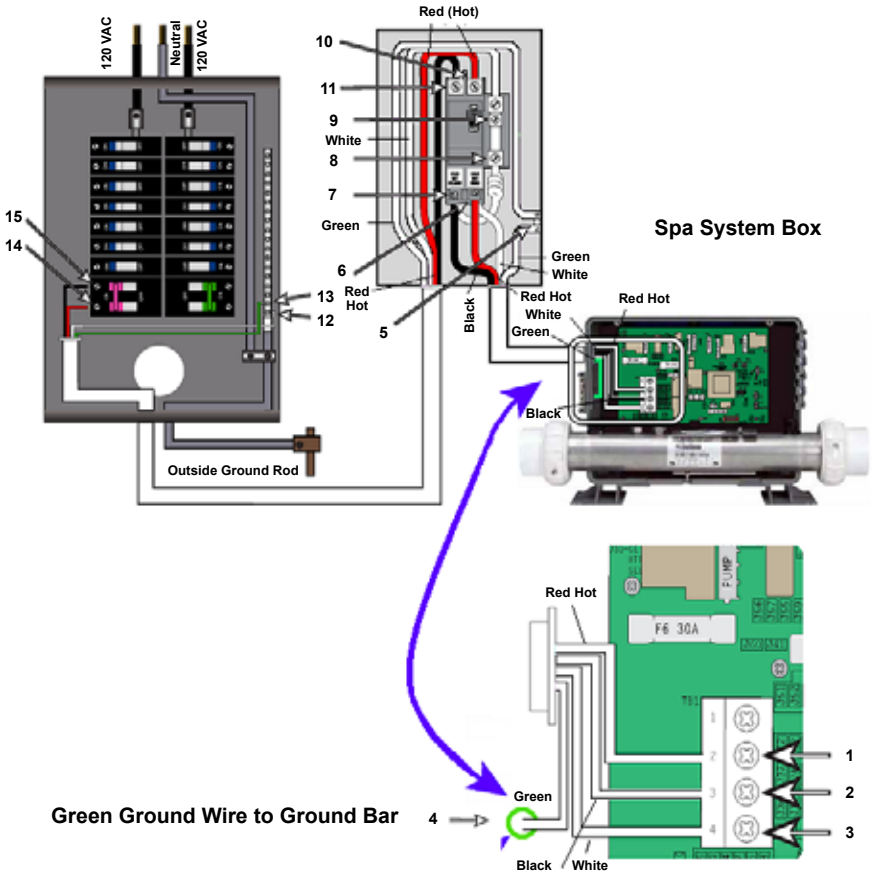 120 VAC
Neutral
120 VAC
Red (Hot)
10
11
9
White
8
7
Green
6
Red
Hot
Black
5
Green
White
Red Hot
White
Green
Black
Red Hot
Spa System Box
15
14
13
12
Outside Ground Rod
Red Hot
PUMP
F6 30A
TB1
1
2
3
4
1
2
3
Green
Green Ground Wire to Ground Bar
4
Black
White